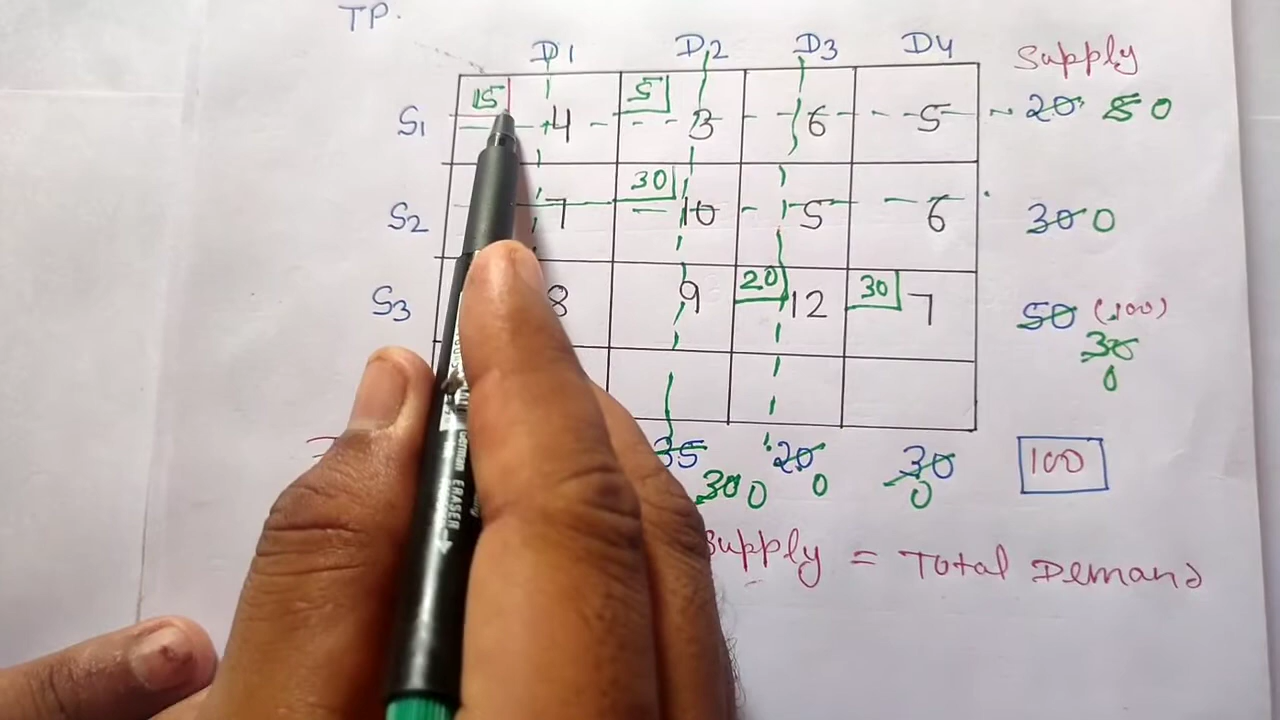 TP.
D1 D2 D3 D4 Supply
S1 15 4 5 3 6 5 20 5 0
S2 7 30 10 5 6 30 0
S3 8 9 20 12 30 7 50 (100)
30
0
35 20 30 100
30 0 0 0
Supply = Total Demand